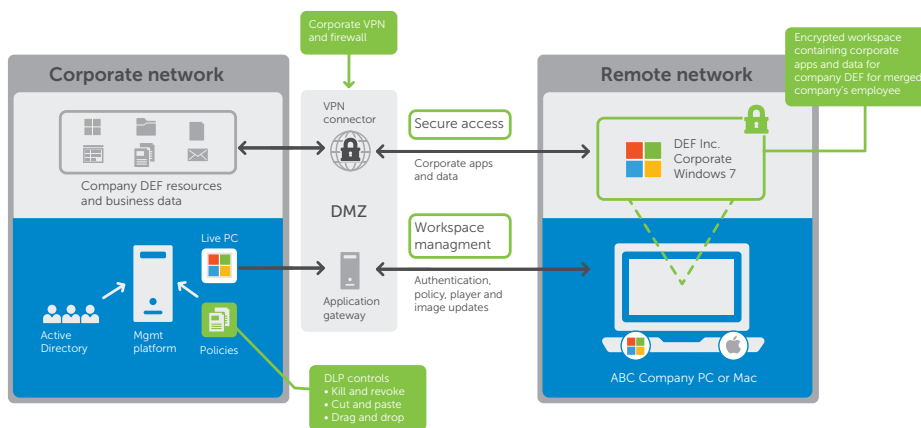 Corporate VPN
and firewall
Encrypted workspace
containing corporate
apps and data for
company DEF for merged
company's employee
Corporate network
Remote network
VPN
connector
Secure access
DEF Inc.
Corporate
Windows 7
Corporate apps
and data
Company DEF resources
and business data
DMZ
Live PC
Workspace
managment
Authentication,
policy, player and
image updates
Application
gateway
Active
Directory
Mgmt
platform
Policies
ABC Company PC or Mac
DLP controls
• Kill and revoke
• Cut and paste
• Drag and drop